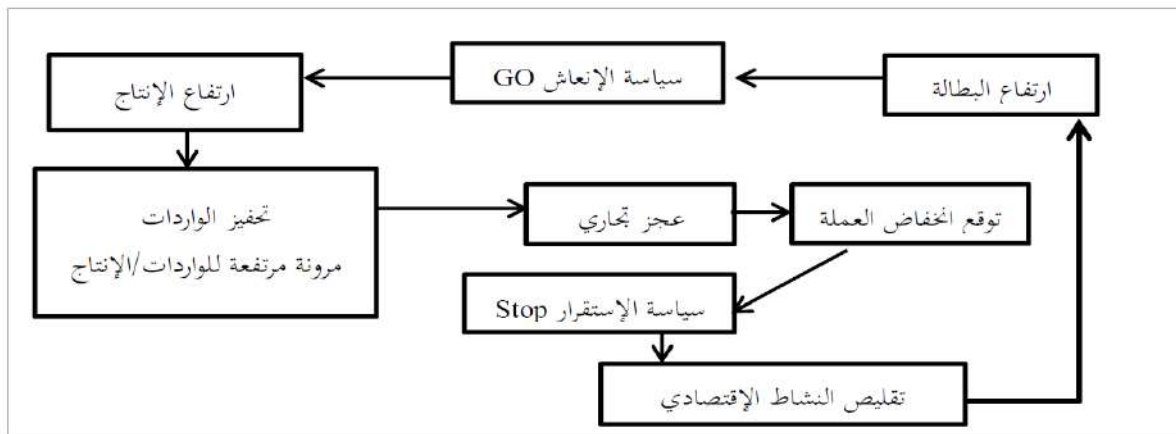 ارتفاع البطالة
سياسة الإنعاش GO
ارتفاع الإنتاج
تحفيز الواردات
مرونة مرتفعة للواردات/الإنتاج
عجز تجاري
توقع انخفاض العملة
سياسة الإستقرار Stop
تقليص النشاط الإقتصادي